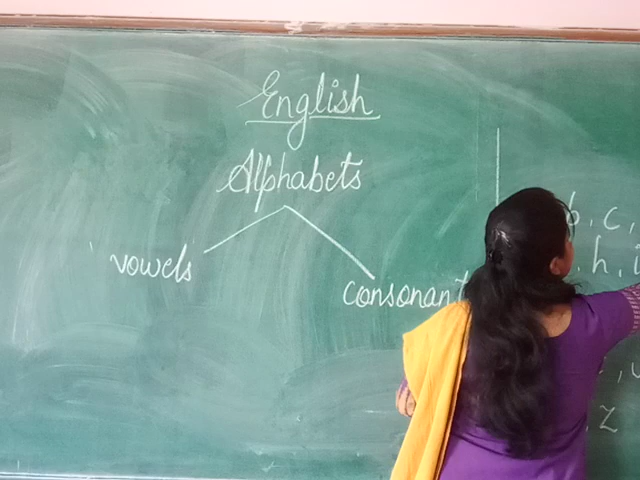 English
Alphabets
vowels
consonant
b, c,
h, i
z